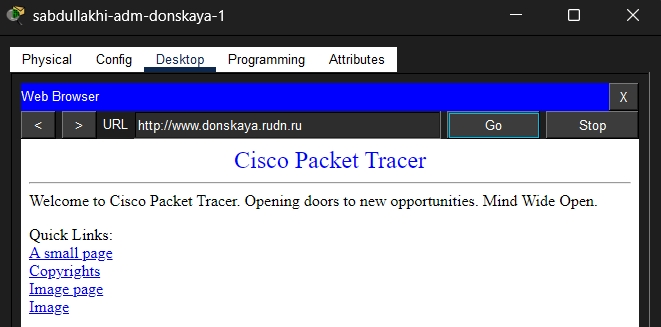 sabdullakhi-adm-donskaya-1
Physical Config Desktop Programming Attributes
Web Browser X
< > URL http://www.donskaya.rudn.ru Go Stop
Cisco Packet Tracer
Welcome to Cisco Packet Tracer. Opening doors to new opportunities. Mind Wide Open.
Quick Links:
A small page
Copyrights
Image page
Image